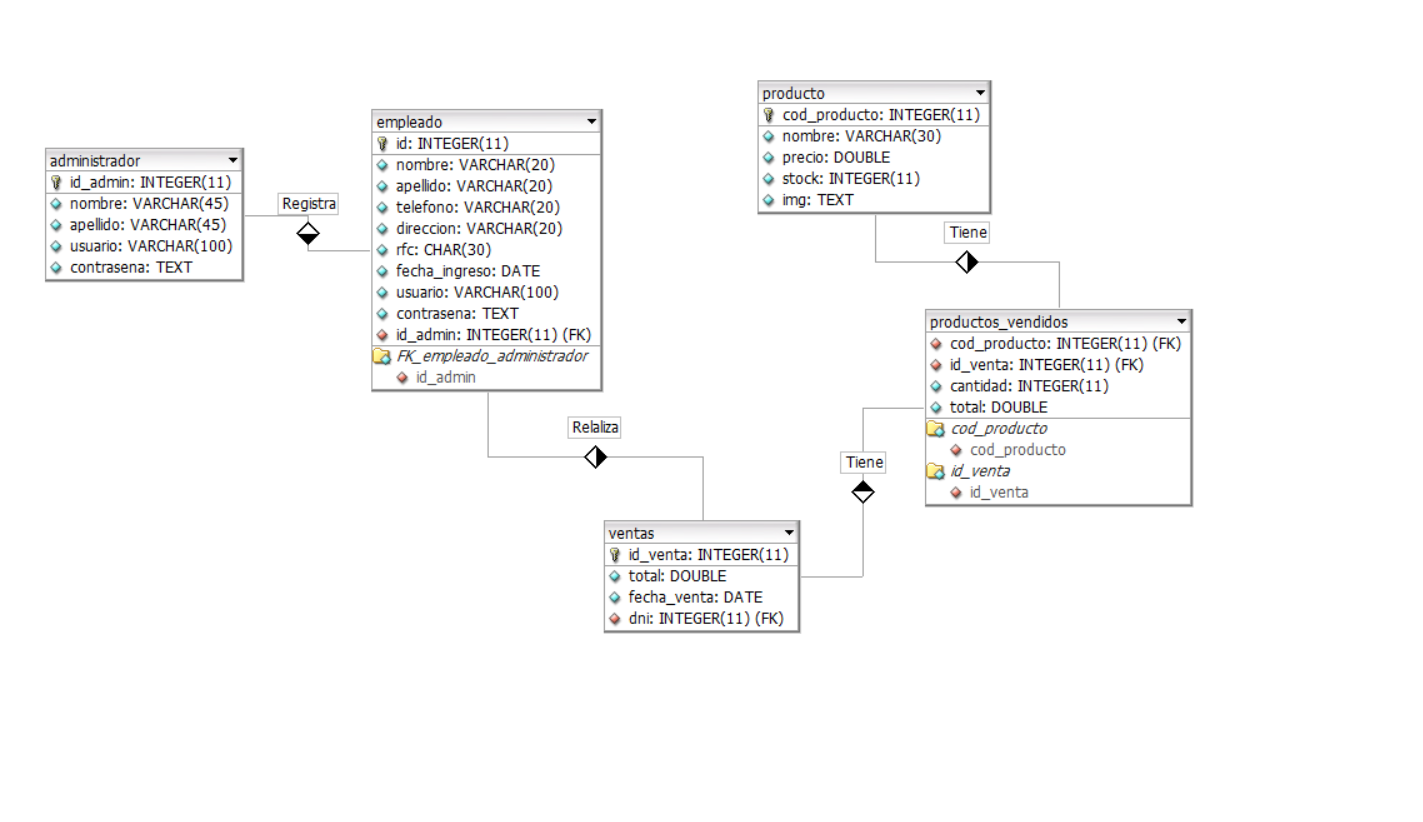 administrador
id_admin: INTEGER(11)
nombre: VARCHAR(45)
apellido: VARCHAR(45)
usuario: VARCHAR(100)
contrasena: TEXT
Registra
empleado
id: INTEGER(11)
nombre: VARCHAR(20)
apellido: VARCHAR(20)
telefono: VARCHAR(20)
direccion: VARCHAR(20)
rfc: CHAR(30)
fecha_ingreso: DATE
usuario: VARCHAR(100)
contrasena: TEXT
id_admin: INTEGER(11) (FK)
FK_empleado_administrador
id_admin
Relaliza
ventas
id_venta: INTEGER(11)
total: DOUBLE
fecha_venta: DATE
dni: INTEGER(11) (FK)
Tiene
producto
cod_producto: INTEGER(11)
nombre: VARCHAR(30)
precio: DOUBLE
stock: INTEGER(11)
img: TEXT
Tiene
productos_vendidos
cod_producto: INTEGER(11) (FK)
id_venta: INTEGER(11) (FK)
cantidad: INTEGER(11)
total: DOUBLE
cod_producto
cod_producto
id_venta
id_venta